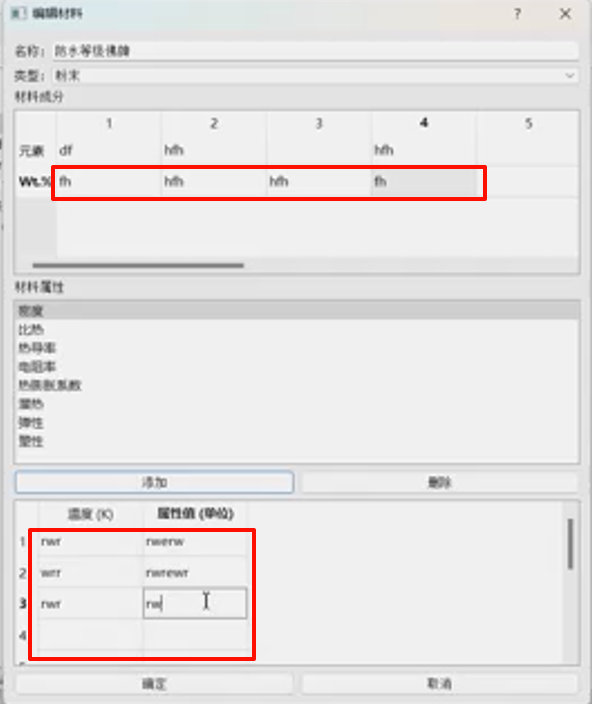 编辑材料 ? ×
名称： 防水等级佛牌
类型： 粉末
材料成分
1 2 3 4 5
元素 df hfh hfh
Wt.% fh hfh hfh fh
材料属性
密度
比热
热导率
电阻率
热膨胀系数
潜热
弹性
塑性
添加 删除
温度 (K) 属性值 (单位)
1 rwr rwerw
2 wrr rwrewr
3 rwr rw
4
确定 取消